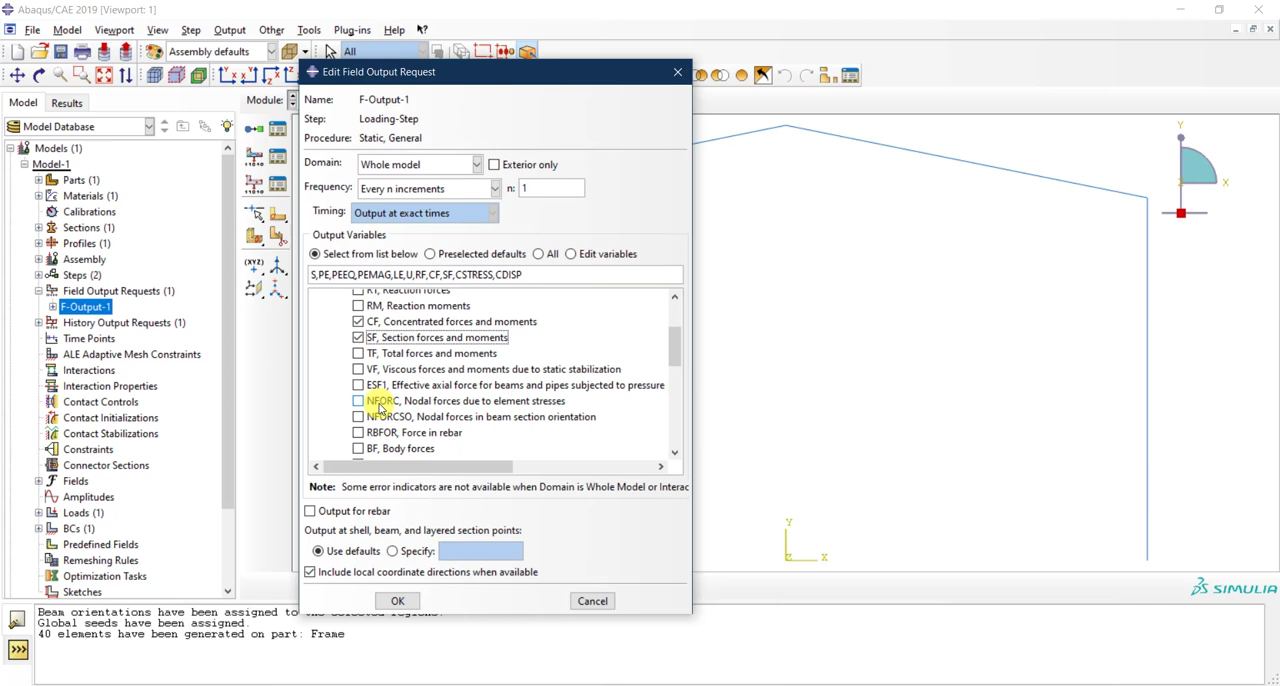 Abaqus/CAE 2019 [Viewport: 1]
File Model Viewport View Step Output Other Tools Plug-ins Help
Assembly defaults All
Model Results Module:
Model Database
Models (1)
Model-1
Parts (1)
Materials (1)
Calibrations
Sections (1)
Profiles (1)
Assembly
Steps (2)
Field Output Requests (1)
F-Output-1
History Output Requests (1)
Time Points
ALE Adaptive Mesh Constraints
Interactions
Interaction Properties
Contact Controls
Contact Initializations
Contact Stabilizations
Constraints
Connector Sections
Fields
Amplitudes
Loads (1)
BCs (1)
Predefined Fields
Remeshing Rules
Optimization Tasks
Sketches
(XYZ)
Edit Field Output Request
Name: F-Output-1
Step: Loading-Step
Procedure: Static, General
Domain: Whole model Exterior only
Frequency: Every n increments n: 1
Timing: Output at exact times
Output Variables
Select from list below Preselected defaults All Edit variables
S,PE,PEEQ,PEMAG,LE,U,RF,CF,SF,CSTRESS,CDISP
RT, Reaction forces
RM, Reaction moments
CF, Concentrated forces and moments
SF, Section forces and moments
TF, Total forces and moments
VF, Viscous forces and moments due to static stabilization
ESF1, Effective axial force for beams and pipes subjected to pressure
NFORC, Nodal forces due to element stresses
NFORCSO, Nodal forces in beam section orientation
RBFOR, Force in rebar
BF, Body forces
Note: Some error indicators are not available when Domain is Whole Model or Interac
Output for rebar
Output at shell, beam, and layered section points:
Use defaults Specify:
Include local coordinate directions when available
OK Cancel
Y
X
Z
Y
Z X
SIMULIA
Beam orientations have been assigned to the selected regions.
Global seeds have been assigned.
40 elements have been generated on part: Frame
>>>